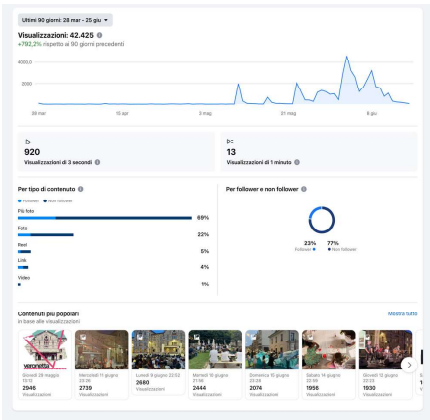 Ultimi 90 giorni: 28 mar - 25 giu
Visualizzazioni: 42.425
+792,2% rispetto ai 90 giorni precedenti
4000,0
2000
28 mar 15 apr 3 mag 21 mag 8 giu
920
Visualizzazioni di 3 secondi
13
Visualizzazioni di 1 minuto
Per tipo di contenuto
Più foto
69%
Foto
22%
Reel
5%
Link
4%
Video
1%
Per follower e non follower
23% 77%
Follower Non follower
Contenuti più popolari
in base alle visualizzazioni
Mostra tutto
veronetta
Giovedì 29 maggio
2946
Visualizzazioni
Mercoledì 11 giugno
2739
Visualizzazioni
Lunedì 9 giugno 22:03
2680
Visualizzazioni
Martedì 10 giugno
2444
Visualizzazioni
Domenica 15 giugno
2074
Visualizzazioni
Sabato 14 giugno
1956
Visualizzazioni
Giovedì 12 giugno
1930
Visualizzazioni